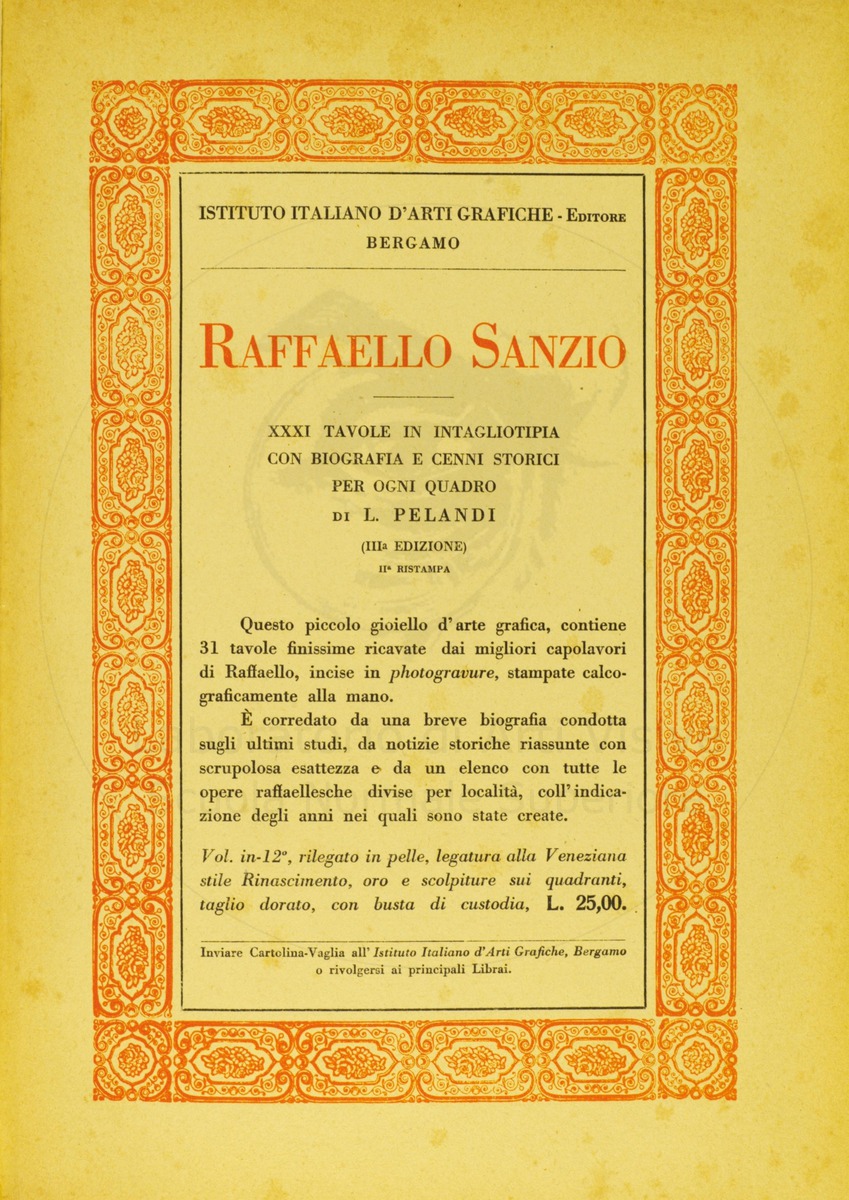 ISTITUTO ITALIANO D'ARTI GRAFICHE - EDITORE
BERGAMO
RAFFAELLO SANZIO
XXXI TAVOLE IN INTAGLIOTIPIA
CON BIOGRAFIA E CENNI STORICI
PER OGNI QUADRO
DI L. PELANDI
(IIIª EDIZIONE)
IIª RISTAMPA
Questo piccolo gioiello d'arte grafica, contiene
31 tavole finissime ricavate dai migliori capolavori
di Raffaello, incise in photogravure, stampate calco-
graficamente alla mano.
È corredato da una breve biografia condotta
sugli ultimi studi, da notizie storiche riassunte con
scrupolosa esattezza e da un elenco con tutte le
opere raffaellesche divise per località, coll'indica-
zione degli anni nei quali sono state create.
Vol. in-12°, rilegato in pelle, legatura alla Veneziana
stile Rinascimento, oro e scolpiture sui quadranti,
taglio dorato, con busta di custodia, L. 25,00.
Inviare Cartolina-Vaglia all'Istituto Italiano d'Arti Grafiche, Bergamo
o rivolgersi ai principali Librai.